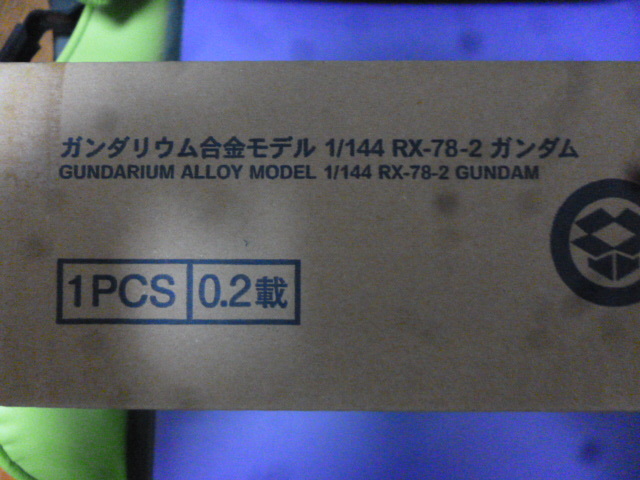 ガンダリウム合金モデル 1/144 RX-78-2 ガンダム
GUNDARIUM ALLOY MODEL 1/144 RX-78-2 GUNDAM
1PCS 0.2載